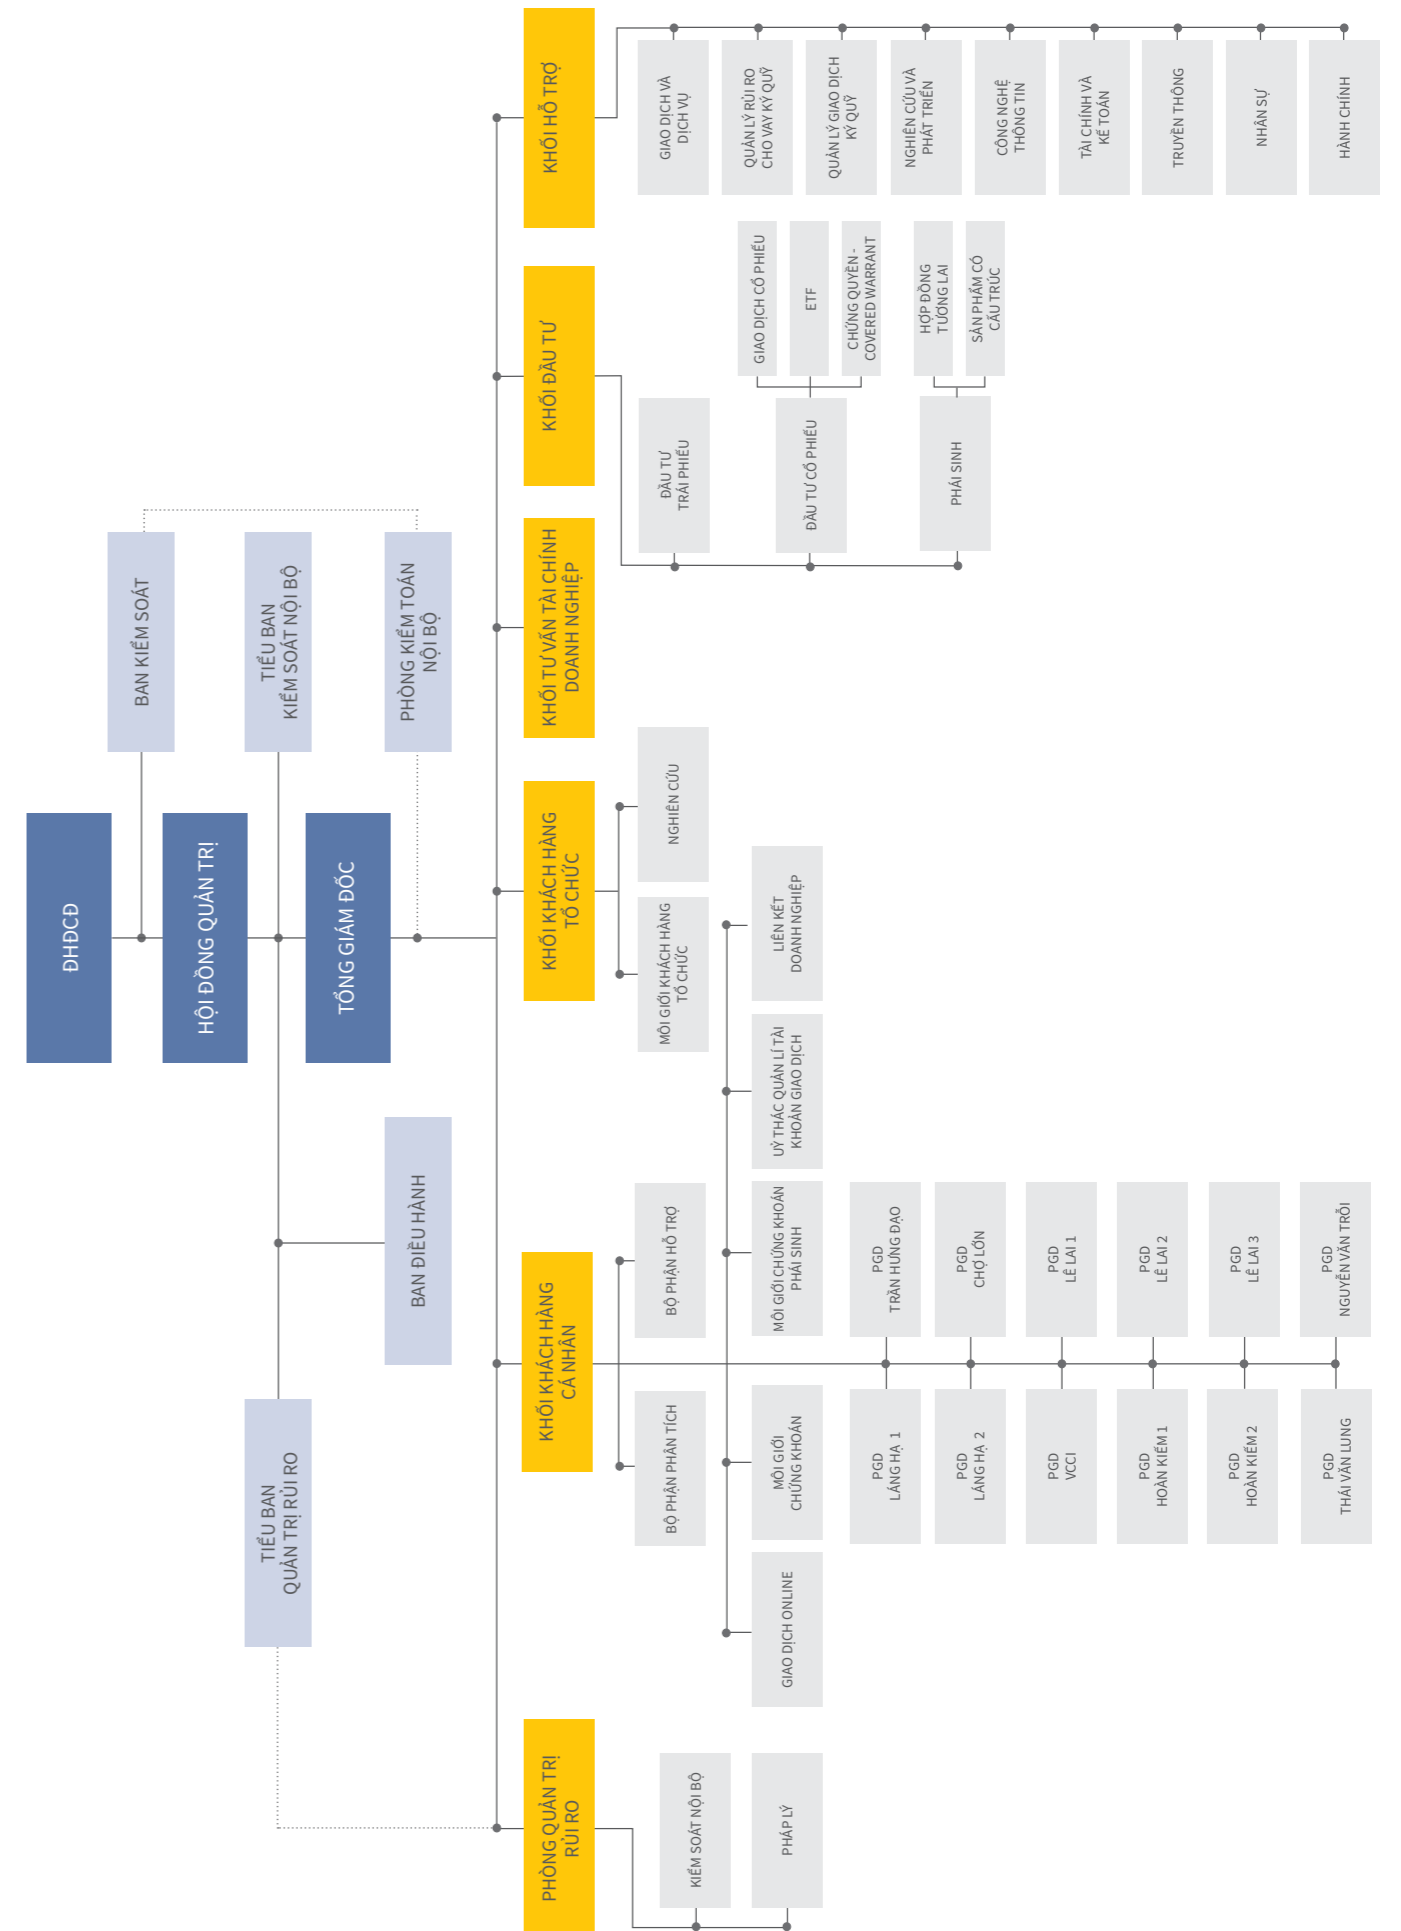 ĐHĐCĐ
BAN KIỂM SOÁT
HỘI ĐỒNG QUẢN TRỊ
TIỂU BAN
QUẢN TRỊ RỦI RO
TIỂU BAN
KIỂM SOÁT NỘI BỘ
TỔNG GIÁM ĐỐC
BAN ĐIỀU HÀNH
PHÒNG KIỂM TOÁN
NỘI BỘ
PHÒNG QUẢN TRỊ
RỦI RO
KHỐI KHÁCH HÀNG
CÁ NHÂN
KHỐI KHÁCH HÀNG
TỔ CHỨC
KHỐI TƯ VẤN TÀI CHÍNH
DOANH NGHIỆP
KHỐI ĐẦU TƯ
KHỐI HỖ TRỢ
KIỂM SOÁT NỘI BỘ
PHÁP LÝ
BỘ PHẬN PHÂN TÍCH
BỘ PHẬN HỖ TRỢ
GIAO DỊCH ONLINE
MÔI GIỚI
CHỨNG KHOÁN
MÔI GIỚI CHỨNG KHOÁN
PHÁI SINH
UỶ THÁC QUẢN LÍ TÀI
KHOẢN GIAO DỊCH
LIÊN KẾT
DOANH NGHIỆP
PGD
LÁNG HẠ 1
PGD
TRẦN HƯNG ĐẠO
PGD
LÁNG HẠ 2
PGD
CHỢ LỚN
PGD
VCCI
PGD
LÊ LAI 1
PGD
HOÀN KIẾM 1
PGD
LÊ LAI 2
PGD
HOÀN KIẾM 2
PGD
LÊ LAI 3
PGD
THÁI VĂN LUNG
PGD
NGUYỄN VĂN TRỖI
MÔI GIỚI KHÁCH HÀNG
TỔ CHỨC
NGHIÊN CỨU
ĐẦU TƯ
TRÁI PHIẾU
ĐẦU TƯ CỔ PHIẾU
GIAO DỊCH CỔ PHIẾU
ETF
CHỨNG QUYỀN -
COVERED WARRANT
PHÁI SINH
HỢP ĐỒNG
TƯƠNG LAI
SẢN PHẨM CÓ
CẤU TRÚC
GIAO DỊCH VÀ
DỊCH VỤ
QUẢN LÝ RỦI RO
CHO VAY KÝ QUỸ
QUẢN LÝ GIAO DỊCH
KÝ QUỸ
NGHIÊN CỨU VÀ
PHÁT TRIỂN
CÔNG NGHỆ
THÔNG TIN
TÀI CHÍNH VÀ
KẾ TOÁN
TRUYỀN THÔNG
NHÂN SỰ
HÀNH CHÍNH